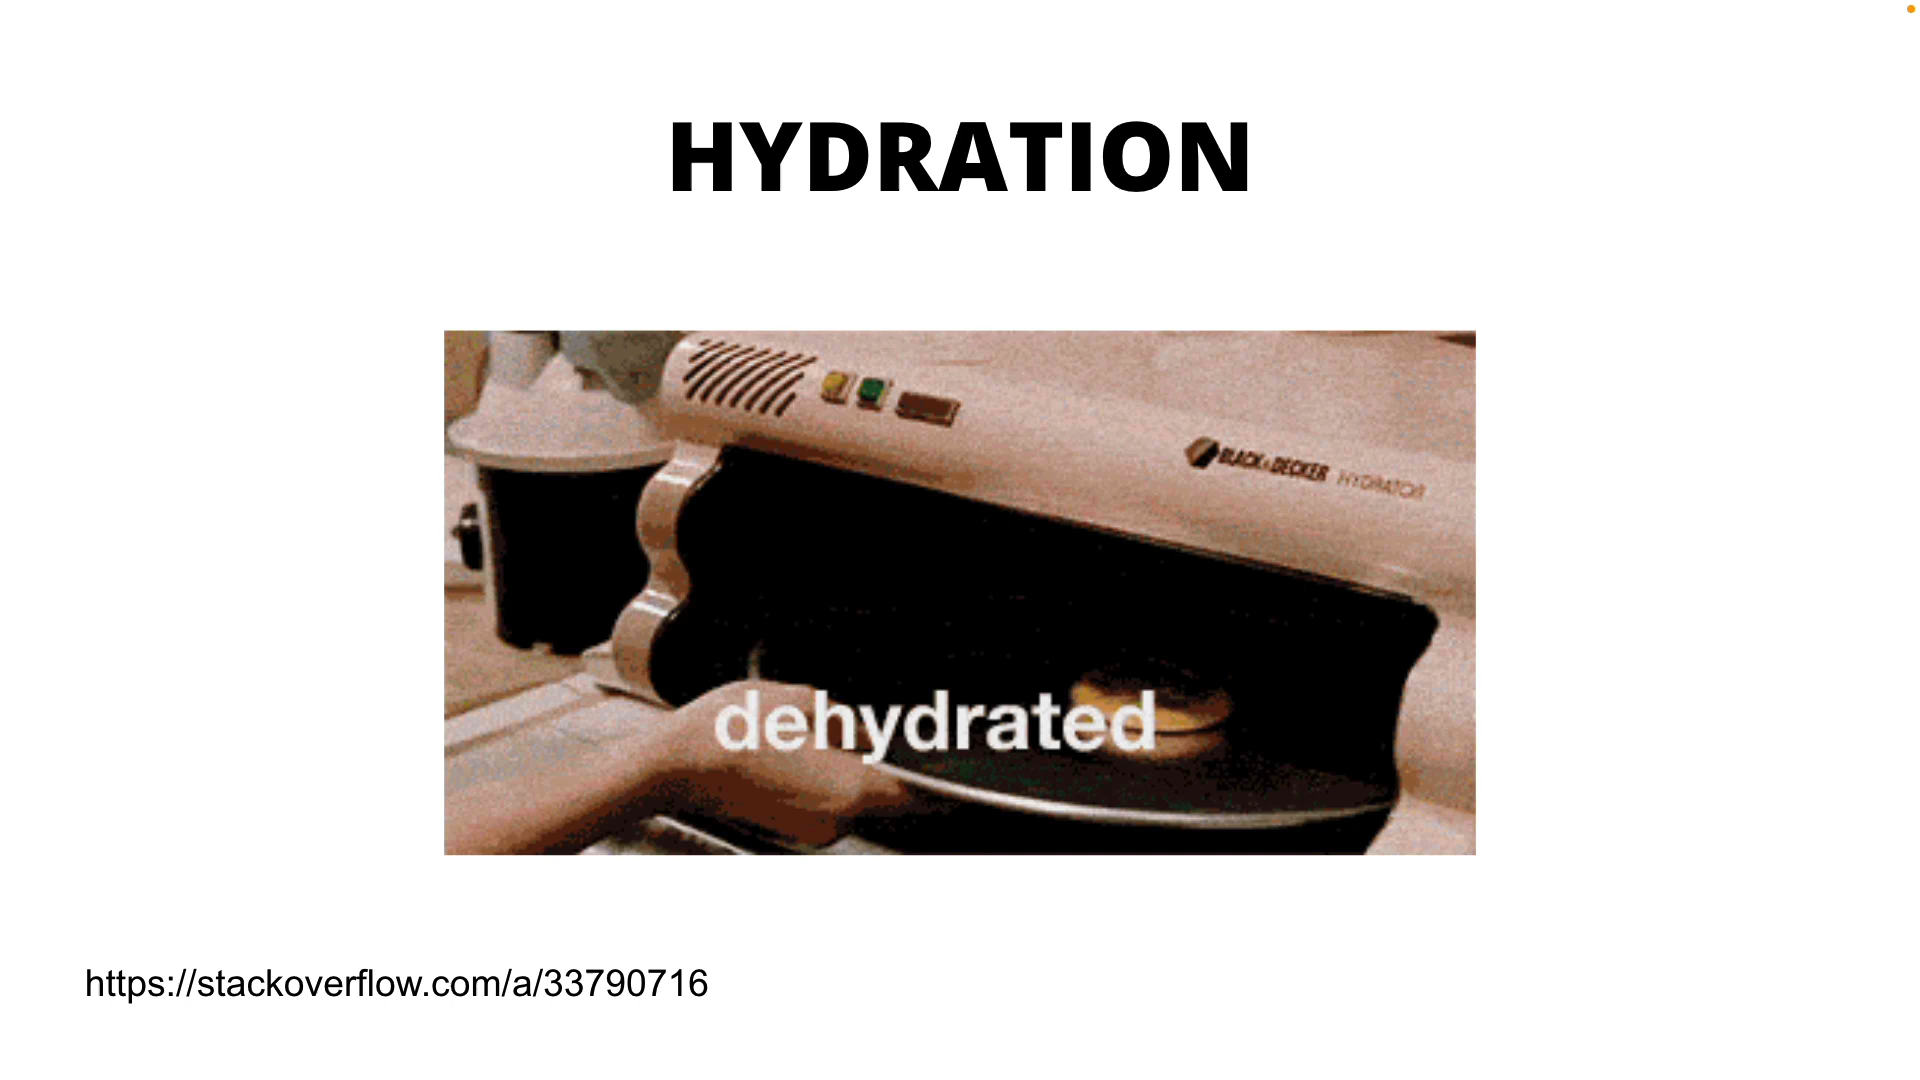 HYDRATION
BLACK & DECKER HYDRATOR
dehydrated
https://stackoverflow.com/a/33790716